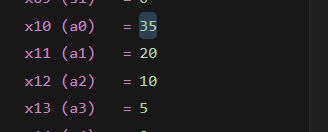 x10 (a0) = 35
x11 (a1) = 20
x12 (a2) = 10
x13 (a3) = 5